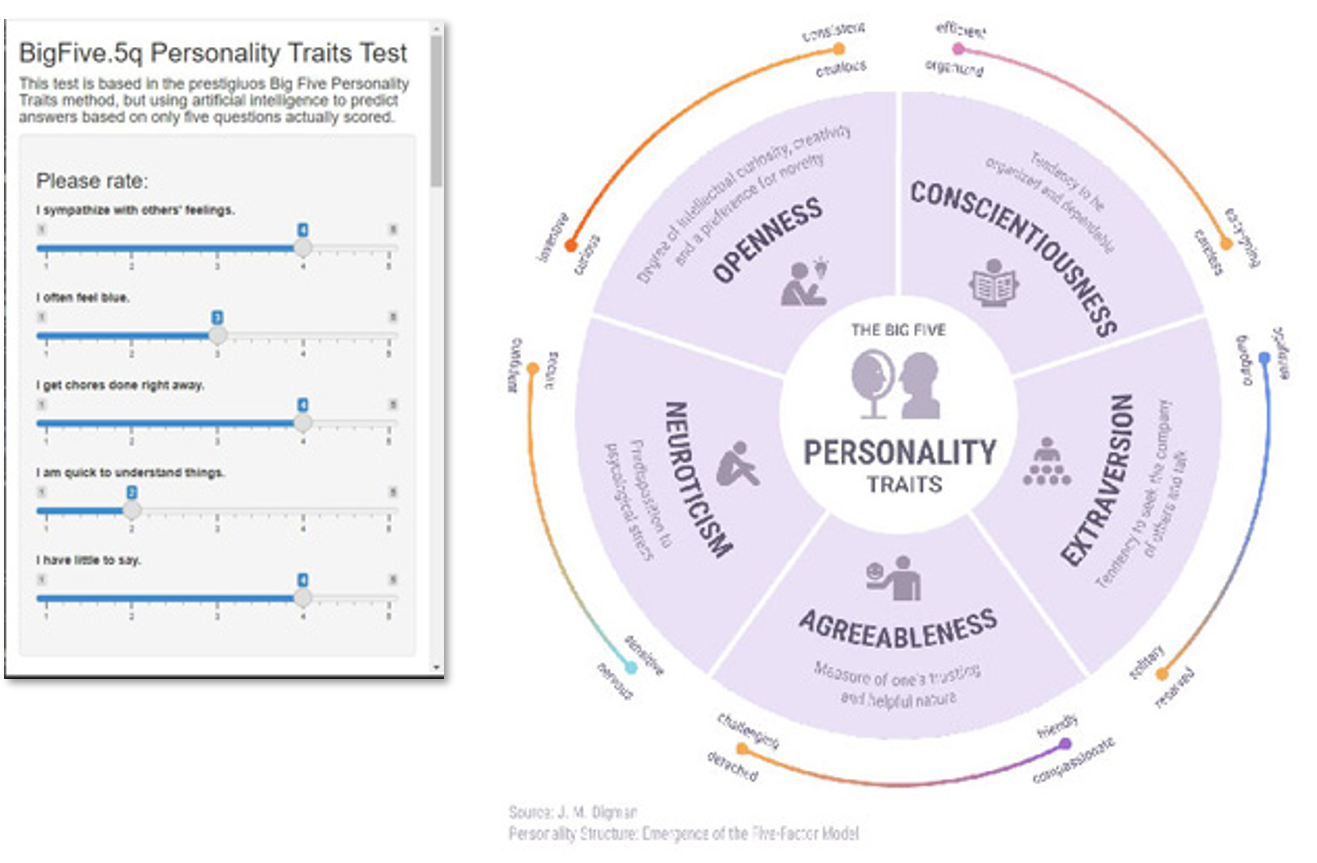 BigFive.5q Personality Traits Test
This test is based in the prestigiuos Big Five Personality
Traits method, but using artificial intelligence to predict
answers based on only five questions actually scored.
Please rate:
I sympathize with others' feelings.
1 4 5
1 2 3 4 5
I often feel blue.
1 3 5
1 2 3 4 5
I get chores done right away.
1 4 5
1 2 3 4 5
I am quick to understand things.
1 2 5
1 2 3 4 5
I have little to say.
1 4 5
1 2 3 4 5
consistent
cautious
efficient
organized
inventive
curious
Degree of intellectual curiosity, creativity
and a preference for novelty
OPENNESS
Tendency to be
organized and dependable
CONSCIENTIOUSNESS
easy-going
careless
THE BIG FIVE
PERSONALITY
TRAITS
secure
confident
NEUROTICISM
Predisposition to
psycological stress
sensitive
nervous
energetic
outgoing
EXTRAVERSION
Tendency to seek the company
of others and talk
solitary
reserved
AGREEABLENESS
Measure of one's trusting
and helpful nature
challenging
detached
friendly
compassionate
Source: J. M. Digman
Personality Structure: Emergence of the Five-Factor Model